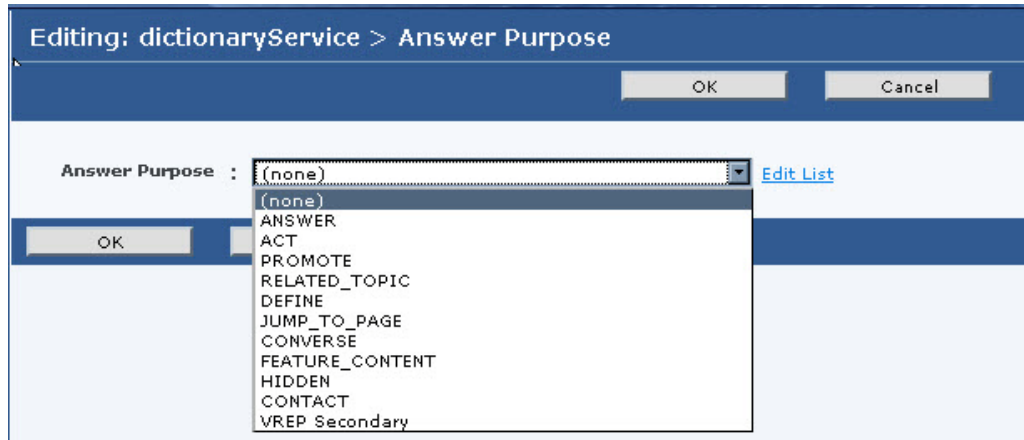 Editing: dictionaryService > Answer Purpose
OK Cancel
Answer Purpose : (none) Edit List
(none)
ANSWER
ACT
PROMOTE
RELATED_TOPIC
DEFINE
JUMP_TO_PAGE
CONVERSE
FEATURE_CONTENT
HIDDEN
CONTACT
VREP Secondary
OK